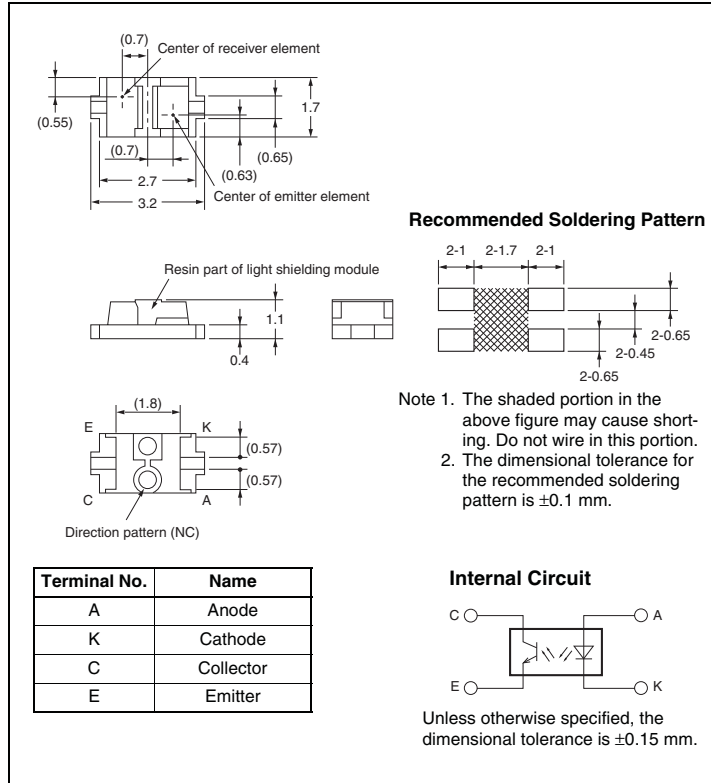 (0.7)
Center of receiver element
1.7
(0.55)
(0.7)
(0.65)
(0.63)
2.7
Center of emitter element
3.2
Recommended Soldering Pattern
2-1
2-1.7
2-1
Resin part of light shielding module
1.1
0.4
2-0.65
2-0.45
2-0.65
Note 1. The shaded portion in the
above figure may cause short-
ing. Do not wire in this portion.
2. The dimensional tolerance for
the recommended soldering
pattern is ±0.1 mm.
(1.8)
E
K
(0.57)
(0.57)
C
A
Direction pattern (NC)
Terminal No. Name
A Anode
K Cathode
C Collector
E Emitter
Internal Circuit
C
A
E
K
Unless otherwise specified, the
dimensional tolerance is ±0.15 mm.